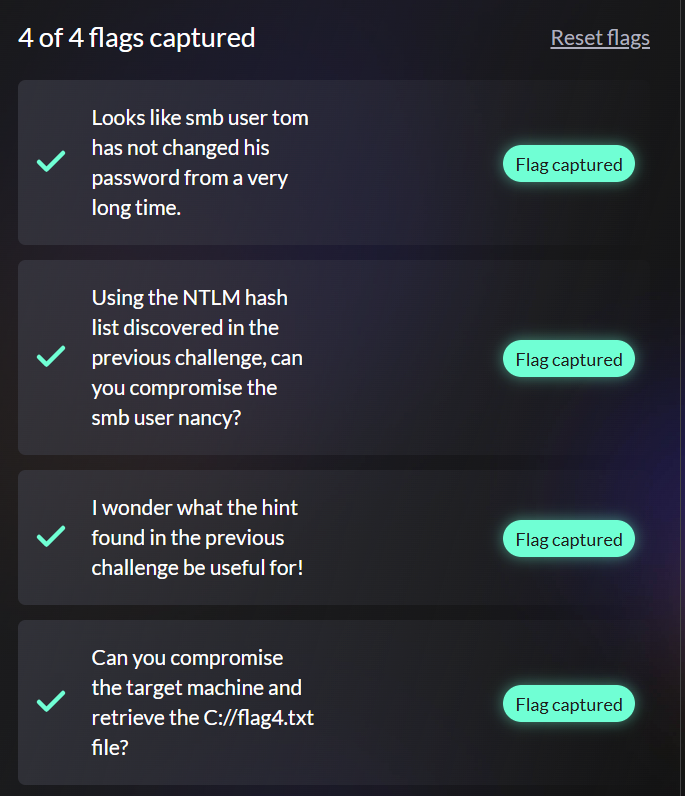 4 of 4 flags captured
Reset flags
Looks like smb user tom
has not changed his
password from a very
long time.
Flag captured
Using the NTLM hash
list discovered in the
previous challenge, can
you compromise the
smb user nancy?
Flag captured
I wonder what the hint
found in the previous
challenge be useful for!
Flag captured
Can you compromise
the target machine and
retrieve the C://flag4.txt
file?
Flag captured